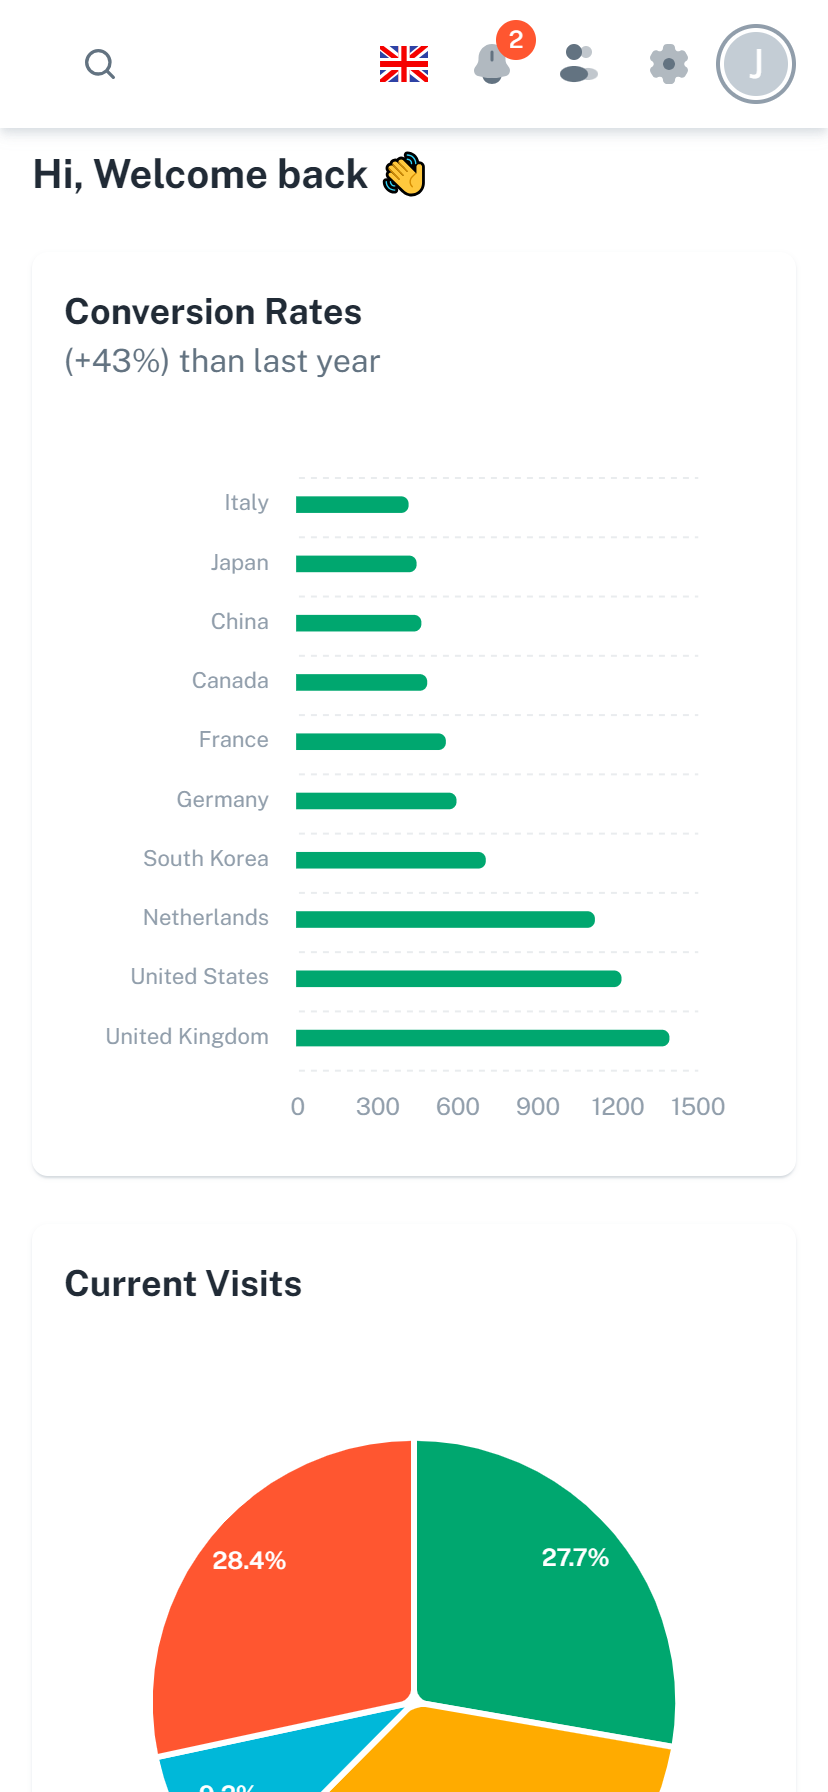 2
J
Hi, Welcome back 👋
Conversion Rates
(+43%) than last year
Italy
Japan
China
Canada
France
Germany
South Korea
Netherlands
United States
United Kingdom
0 300 600 900 1200 1500
Current Visits
28.4% 27.7%